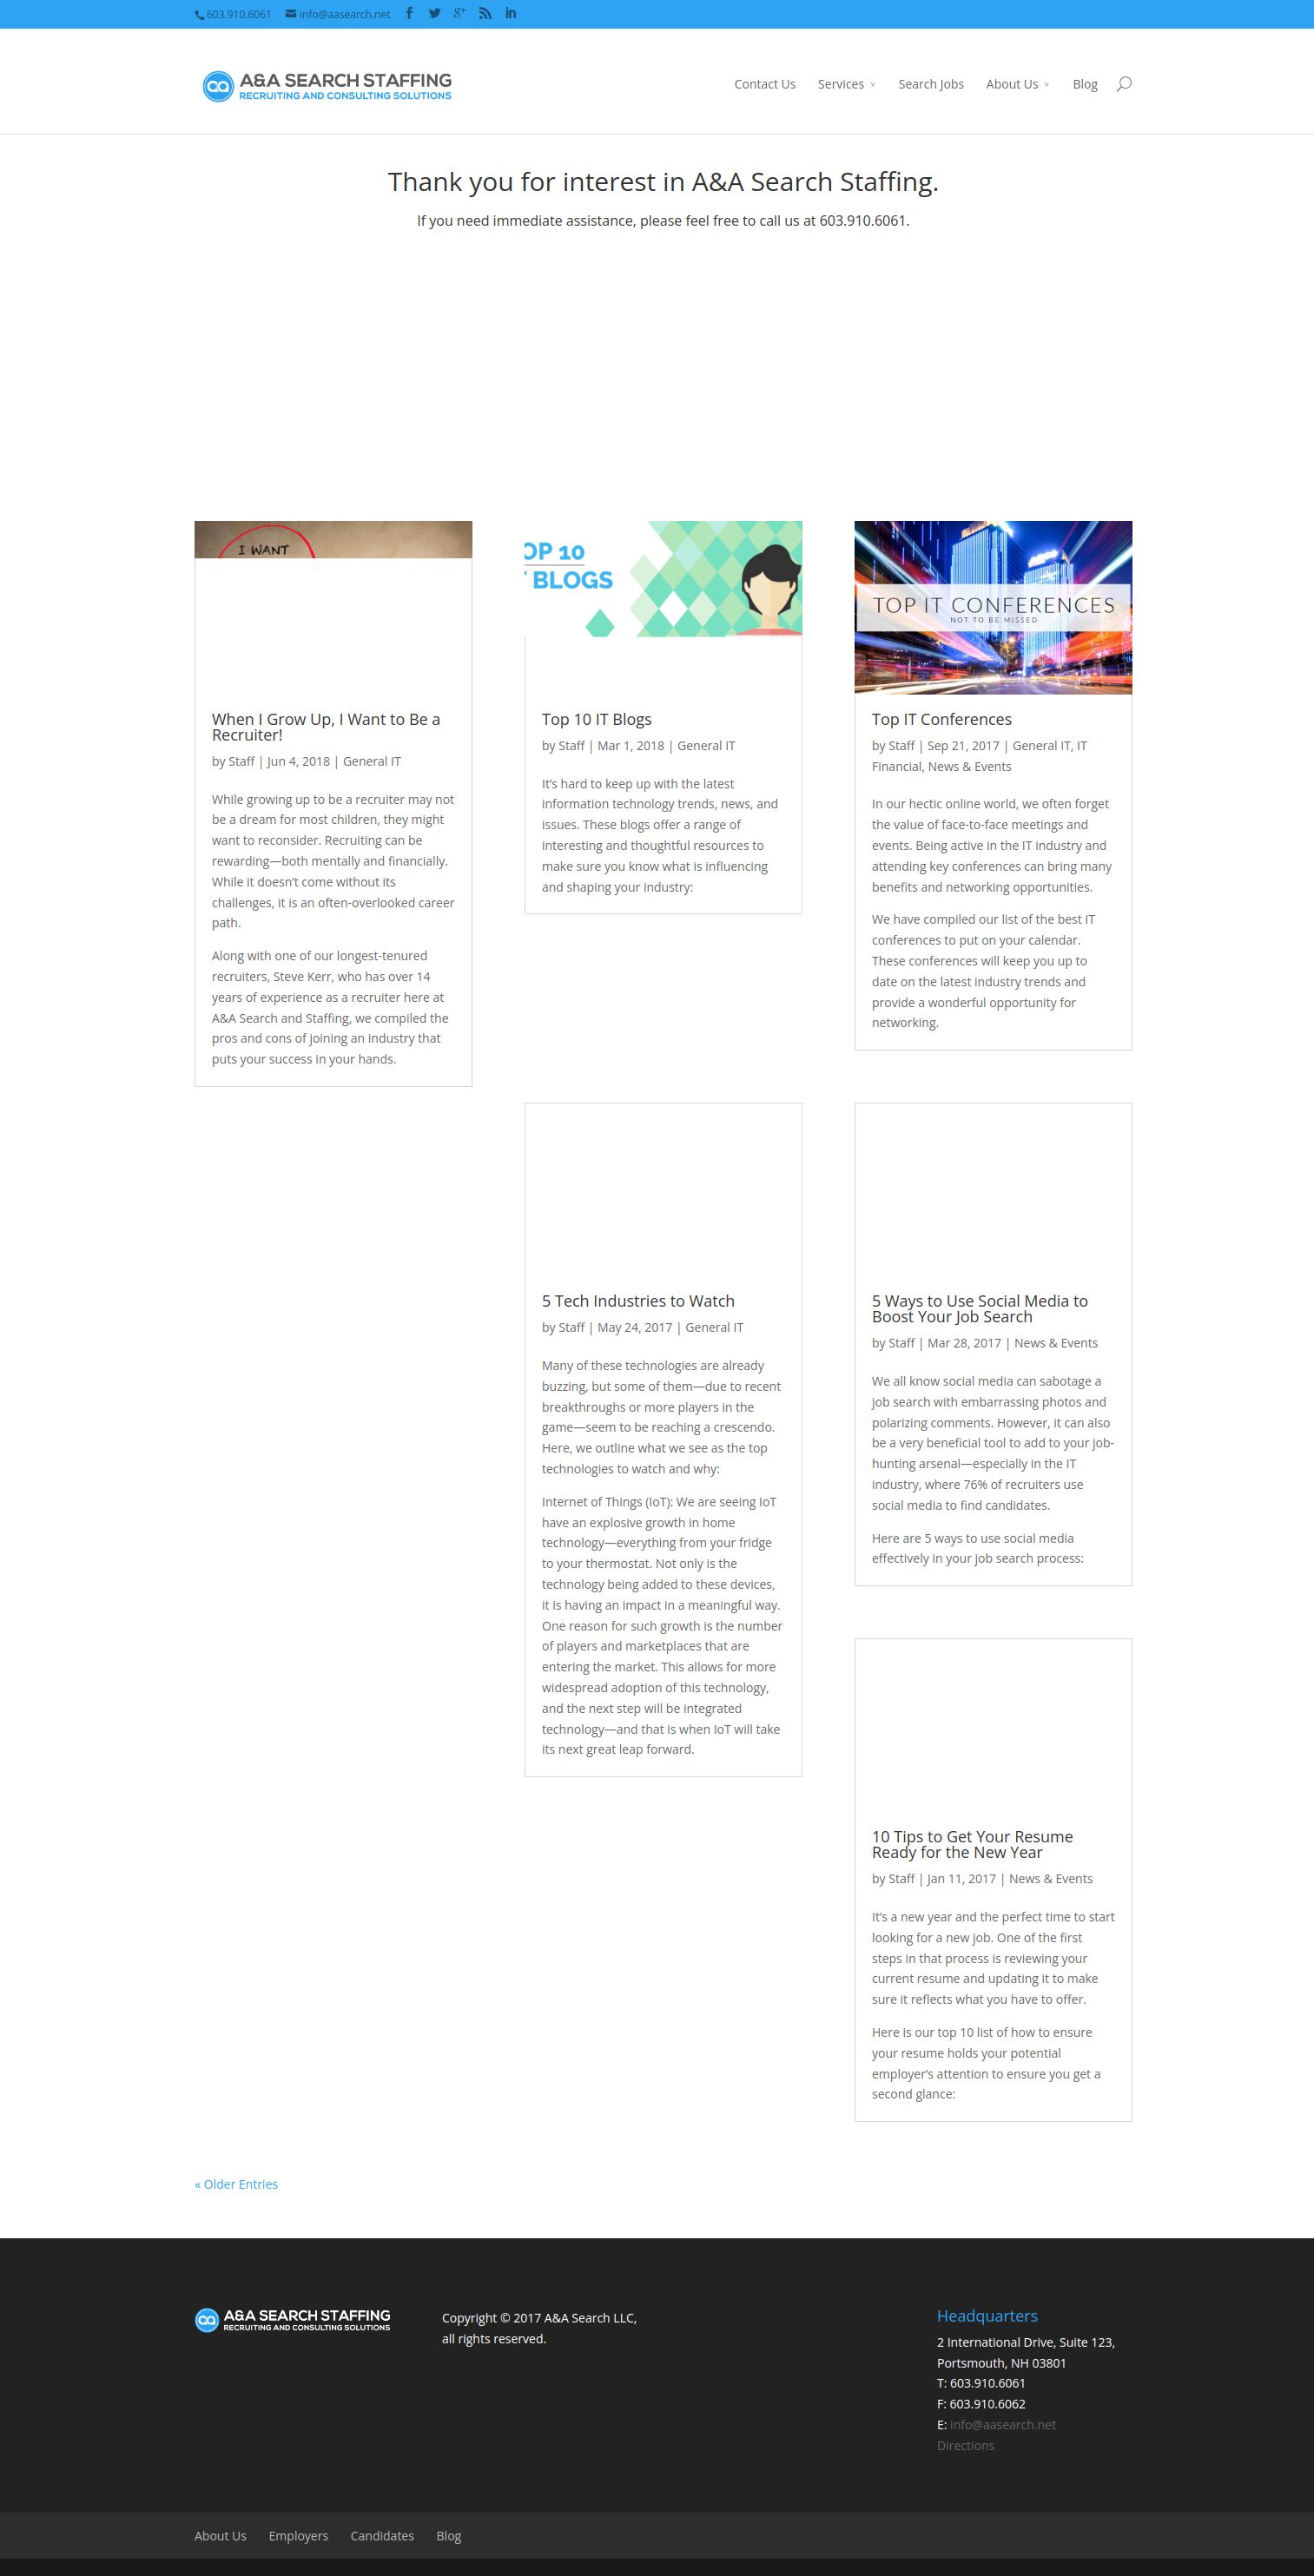 603.910.6061 info@aasearch.net
A&A SEARCH STAFFING
RECRUITING AND CONSULTING SOLUTIONS
Contact Us Services Search Jobs About Us Blog
Thank you for interest in A&A Search Staffing.
If you need immediate assistance, please feel free to call us at 603.910.6061.
I WANT
When I Grow Up, I Want to Be a
Recruiter!
by Staff | Jun 4, 2018 | General IT
While growing up to be a recruiter may not
be a dream for most children, they might
want to reconsider. Recruiting can be
rewarding—both mentally and financially.
While it doesn’t come without its
challenges, it is an often-overlooked career
path.
Along with one of our longest-tenured
recruiters, Steve Kerr, who has over 14
years of experience as a recruiter here at
A&A Search and Staffing, we compiled the
pros and cons of joining an industry that
puts your success in your hands.
OP 10
BLOGS
Top 10 IT Blogs
by Staff | Mar 1, 2018 | General IT
It’s hard to keep up with the latest
information technology trends, news, and
issues. These blogs offer a range of
interesting and thoughtful resources to
make sure you know what is influencing
and shaping your industry:
TOP IT CONFERENCES
NOT TO BE MISSED
Top IT Conferences
by Staff | Sep 21, 2017 | General IT, IT
Financial, News & Events
In our hectic online world, we often forget
the value of face-to-face meetings and
events. Being active in the IT industry and
attending key conferences can bring many
benefits and networking opportunities.
We have compiled our list of the best IT
conferences to put on your calendar.
These conferences will keep you up to
date on the latest industry trends and
provide a wonderful opportunity for
networking.
5 Tech Industries to Watch
by Staff | May 24, 2017 | General IT
Many of these technologies are already
buzzing, but some of them—due to recent
breakthroughs or more players in the
game—seem to be reaching a crescendo.
Here, we outline what we see as the top
technologies to watch and why:
Internet of Things (IoT): We are seeing IoT
have an explosive growth in home
technology—everything from your fridge
to your thermostat. Not only is the
technology being added to these devices,
it is having an impact in a meaningful way.
One reason for such growth is the number
of players and marketplaces that are
entering the market. This allows for more
widespread adoption of this technology,
and the next step will be integrated
technology—and that is when IoT will take
its next great leap forward.
5 Ways to Use Social Media to
Boost Your Job Search
by Staff | Mar 28, 2017 | News & Events
We all know social media can sabotage a
job search with embarrassing photos and
polarizing comments. However, it can also
be a very beneficial tool to add to your job-
hunting arsenal—especially in the IT
industry, where 76% of recruiters use
social media to find candidates.
Here are 5 ways to use social media
effectively in your job search process:
10 Tips to Get Your Resume
Ready for the New Year
by Staff | Jan 11, 2017 | News & Events
It’s a new year and the perfect time to start
looking for a new job. One of the first
steps in that process is reviewing your
current resume and updating it to make
sure it reflects what you have to offer.
Here is our top 10 list of how to ensure
your resume holds your potential
employer’s attention to ensure you get a
second glance:
« Older Entries
A&A SEARCH STAFFING
RECRUITING AND CONSULTING SOLUTIONS
Copyright © 2017 A&A Search LLC,
all rights reserved.
Headquarters
2 International Drive, Suite 123,
Portsmouth, NH 03801
T: 603.910.6061
F: 603.910.6062
E: info@aasearch.net
Directions
About Us Employers Candidates Blog